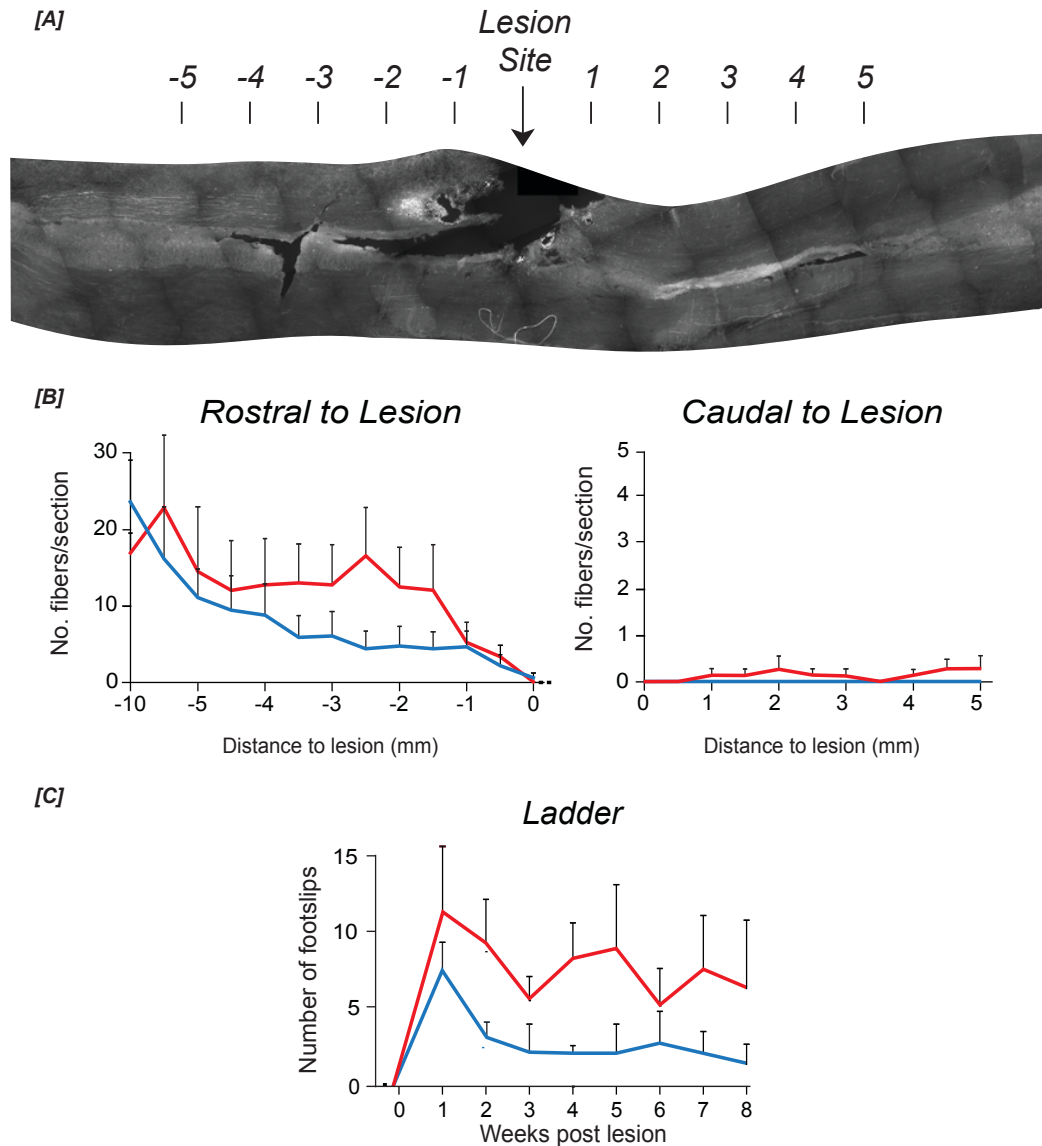 [A]
Lesion
Site
-5 -4 -3 -2 -1 1 2 3 4 5
[B]
Rostral to Lesion
Caudal to Lesion
No. fibers/section
30
20
10
0
-10 -5 -4 -3 -2 -1 0
Distance to lesion (mm)
No. fibers/section
5
4
3
2
1
0
0 1 2 3 4 5
Distance to lesion (mm)
[C]
Ladder
Number of footslips
15
10
5
0
0 1 2 3 4 5 6 7 8
Weeks post lesion